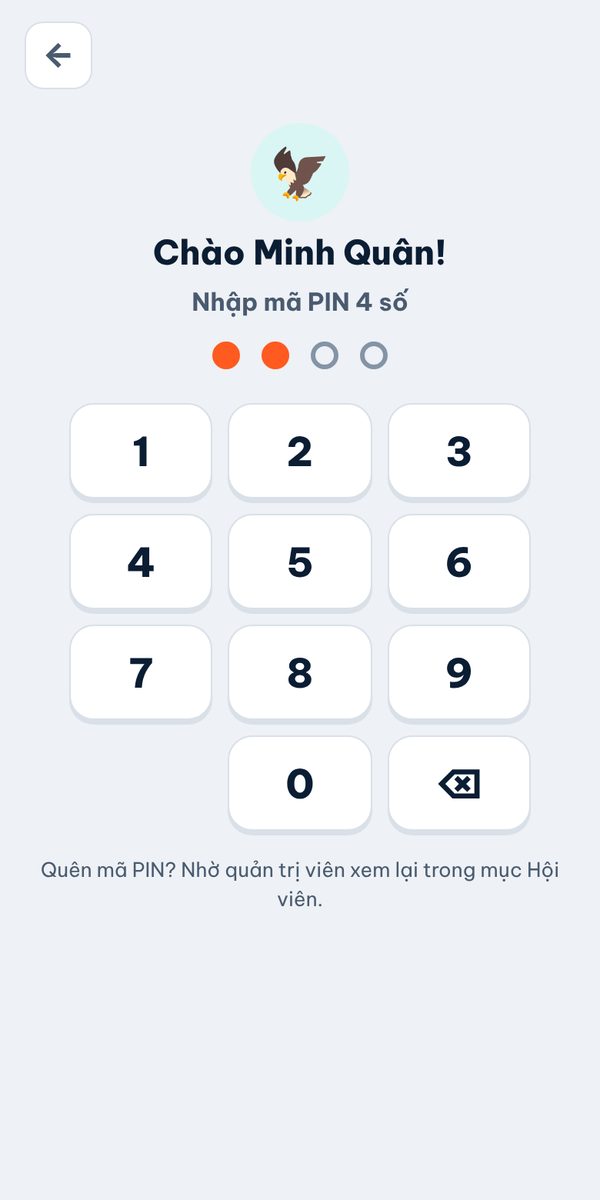 Chào Minh Quân!
Nhập mã PIN 4 số
1 2 3
4 5 6
7 8 9
0
Quên mã PIN? Nhờ quản trị viên xem lại trong mục Hội
viên.